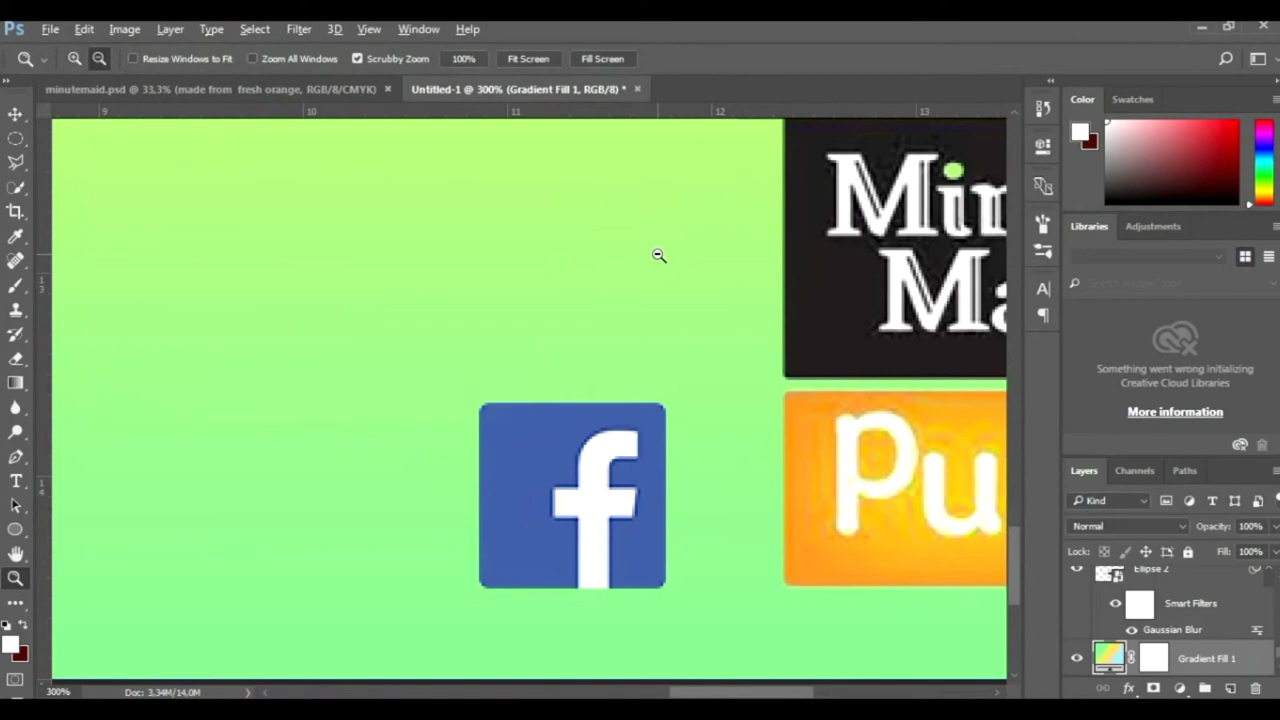 Ps File Edit Image Layer Type Select Filter 3D View Window Help
Resize Windows to Fit Zoom All Windows Scrubby Zoom 100% Fit Screen Fill Screen
minutemaid.psd @ 33,3% (made from fresh orange, RGB/8/CMYK) × Untitled-1 @ 300% (Gradient Fill 1, RGB/8) * ×
9 10 11 12 13
Color Swatches
Min
Ma
13
Libraries Adjustments
Something went wrong initializing
Creative Cloud Libraries
More information
f
Pu
14
Layers Channels Paths
Kind
Normal Opacity: 100%
Lock: Fill: 100%
Ellipse 2
Smart Filters
Gaussian Blur
Gradient Fill 1
300% Doc: 3,34M/14,0M